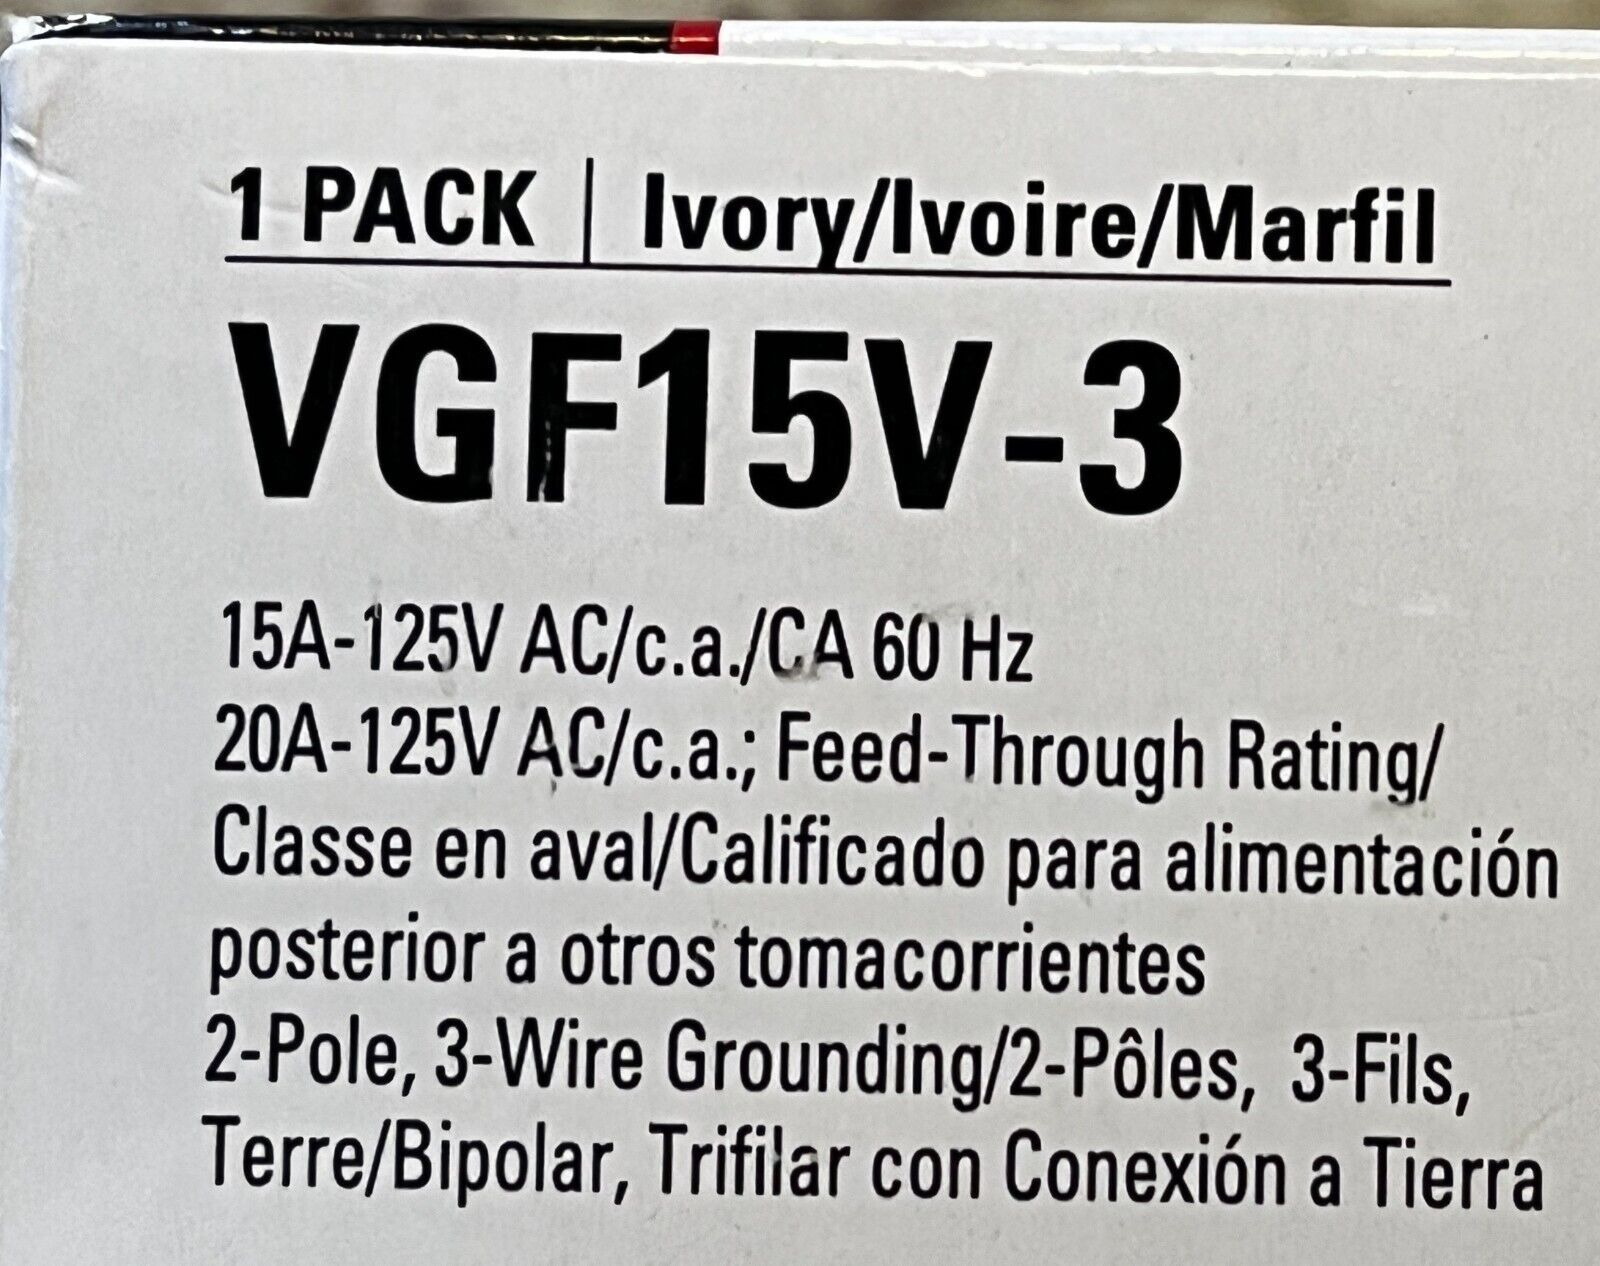 1 PACK | Ivory/Ivoire/Marfil
VGF15V-3
15A-125V AC/c.a./CA 60 Hz
20A-125V AC/c.a.; Feed-Through Rating/
Classe en aval/Calificado para alimentación
posterior a otros tomacorrientes
2-Pole, 3-Wire Grounding/2-Pôles, 3-Fils,
Terre/Bipolar, Trifilar con Conexión a Tierra